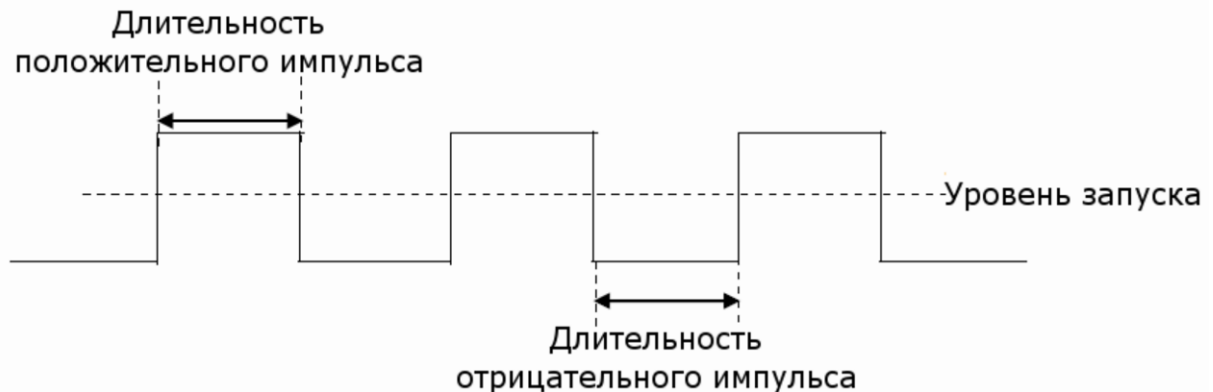 Длительность
положительного импульса
Уровень запуска
Длительность
отрицательного импульса